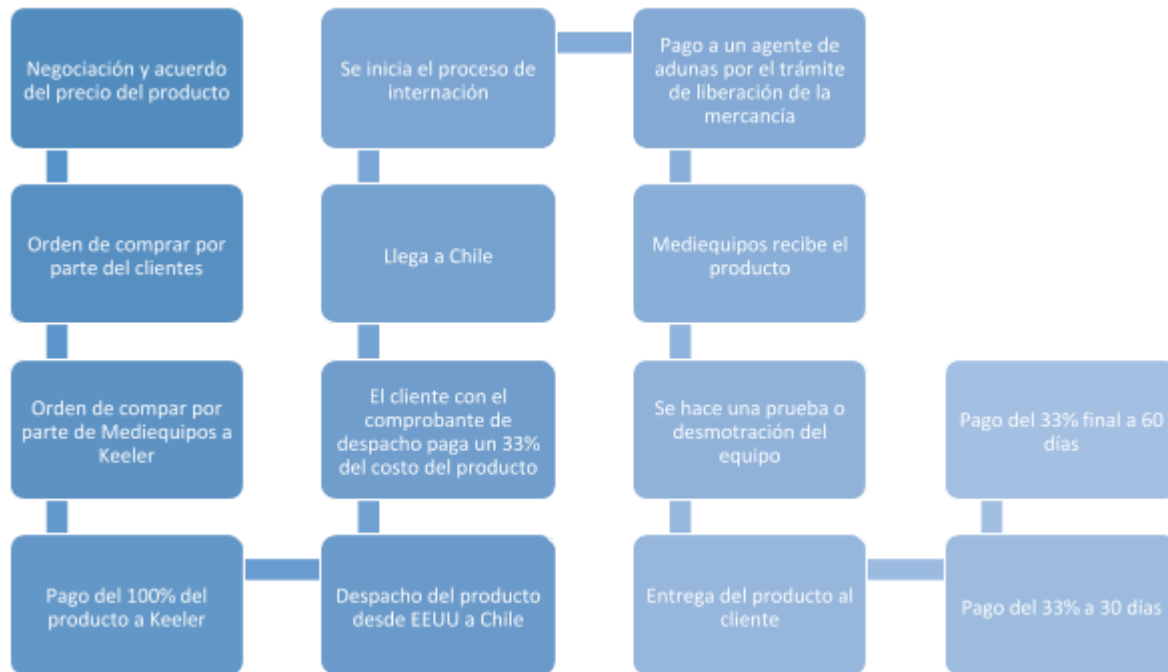 Negociación y acuerdo
del precio del producto
Orden de comprar por
parte del clientes
Orden de compar por
parte de Mediequipos a
Keeler
Pago del 100% del
producto a Keeler
Despacho del producto
desde EEUU a Chile
El cliente con el
comprobante de
despacho paga un 33%
del costo del producto
Llega a Chile
Se inicia el proceso de
internación
Pago a un agente de
adunas por el trámite
de liberación de la
mercancía
Mediequipos recibe el
producto
Se hace una prueba o
desmotración del
equipo
Entrega del producto al
cliente
Pago del 33% a 30 días
Pago del 33% final a 60
días